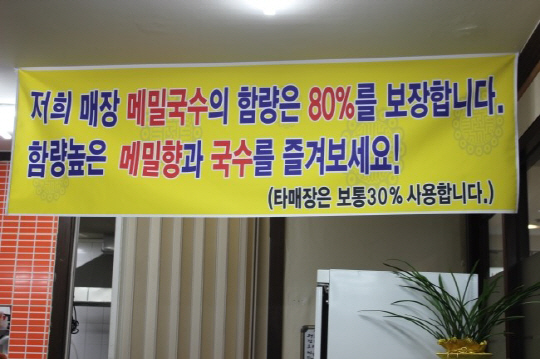 저희 매장 메밀국수의 함량은 80%를 보장합니다.
함량높은 메밀향과 국수를 즐겨보세요!
(타매장은 보통30% 사용합니다.)